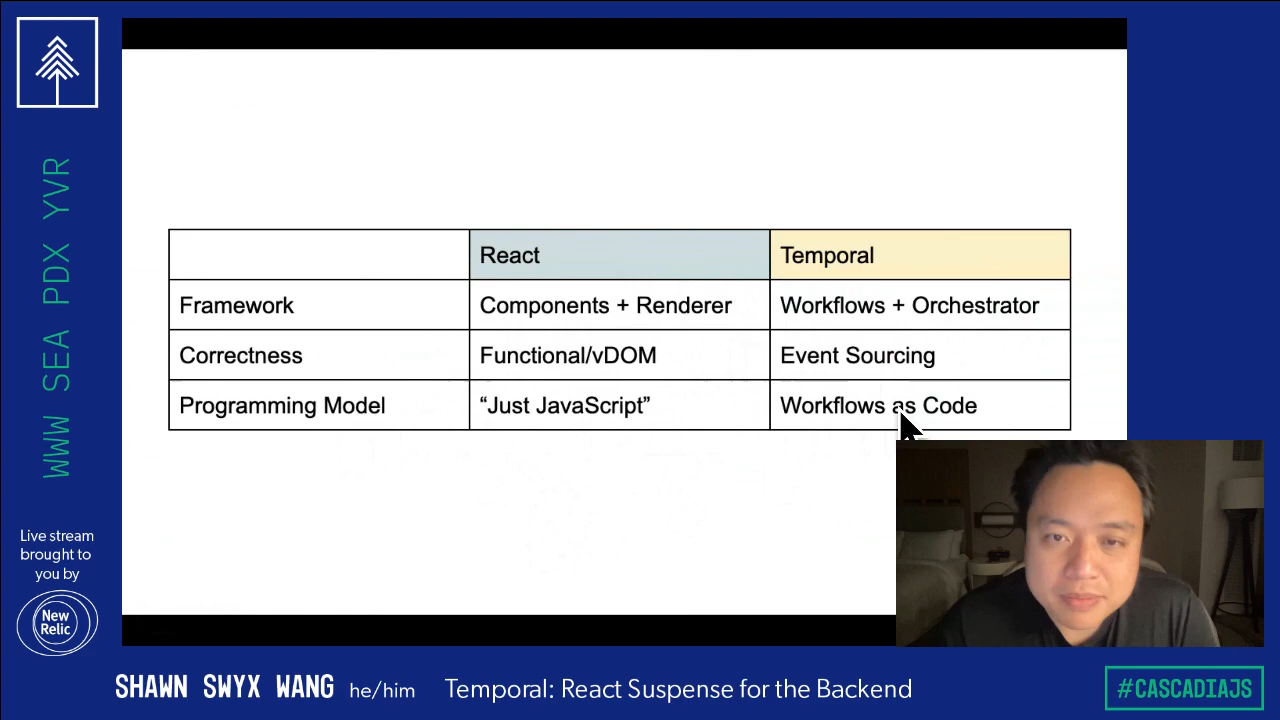 WWW SEA PDX YVR
Live stream
brought to
you by
New
Relic
React
Temporal
Framework
Components + Renderer
Workflows + Orchestrator
Correctness
Functional/vDOM
Event Sourcing
Programming Model
“Just JavaScript”
Workflows as Code
SHAWN SWYX WANG he/him
Temporal: React Suspense for the Backend
#CASCADIAJS